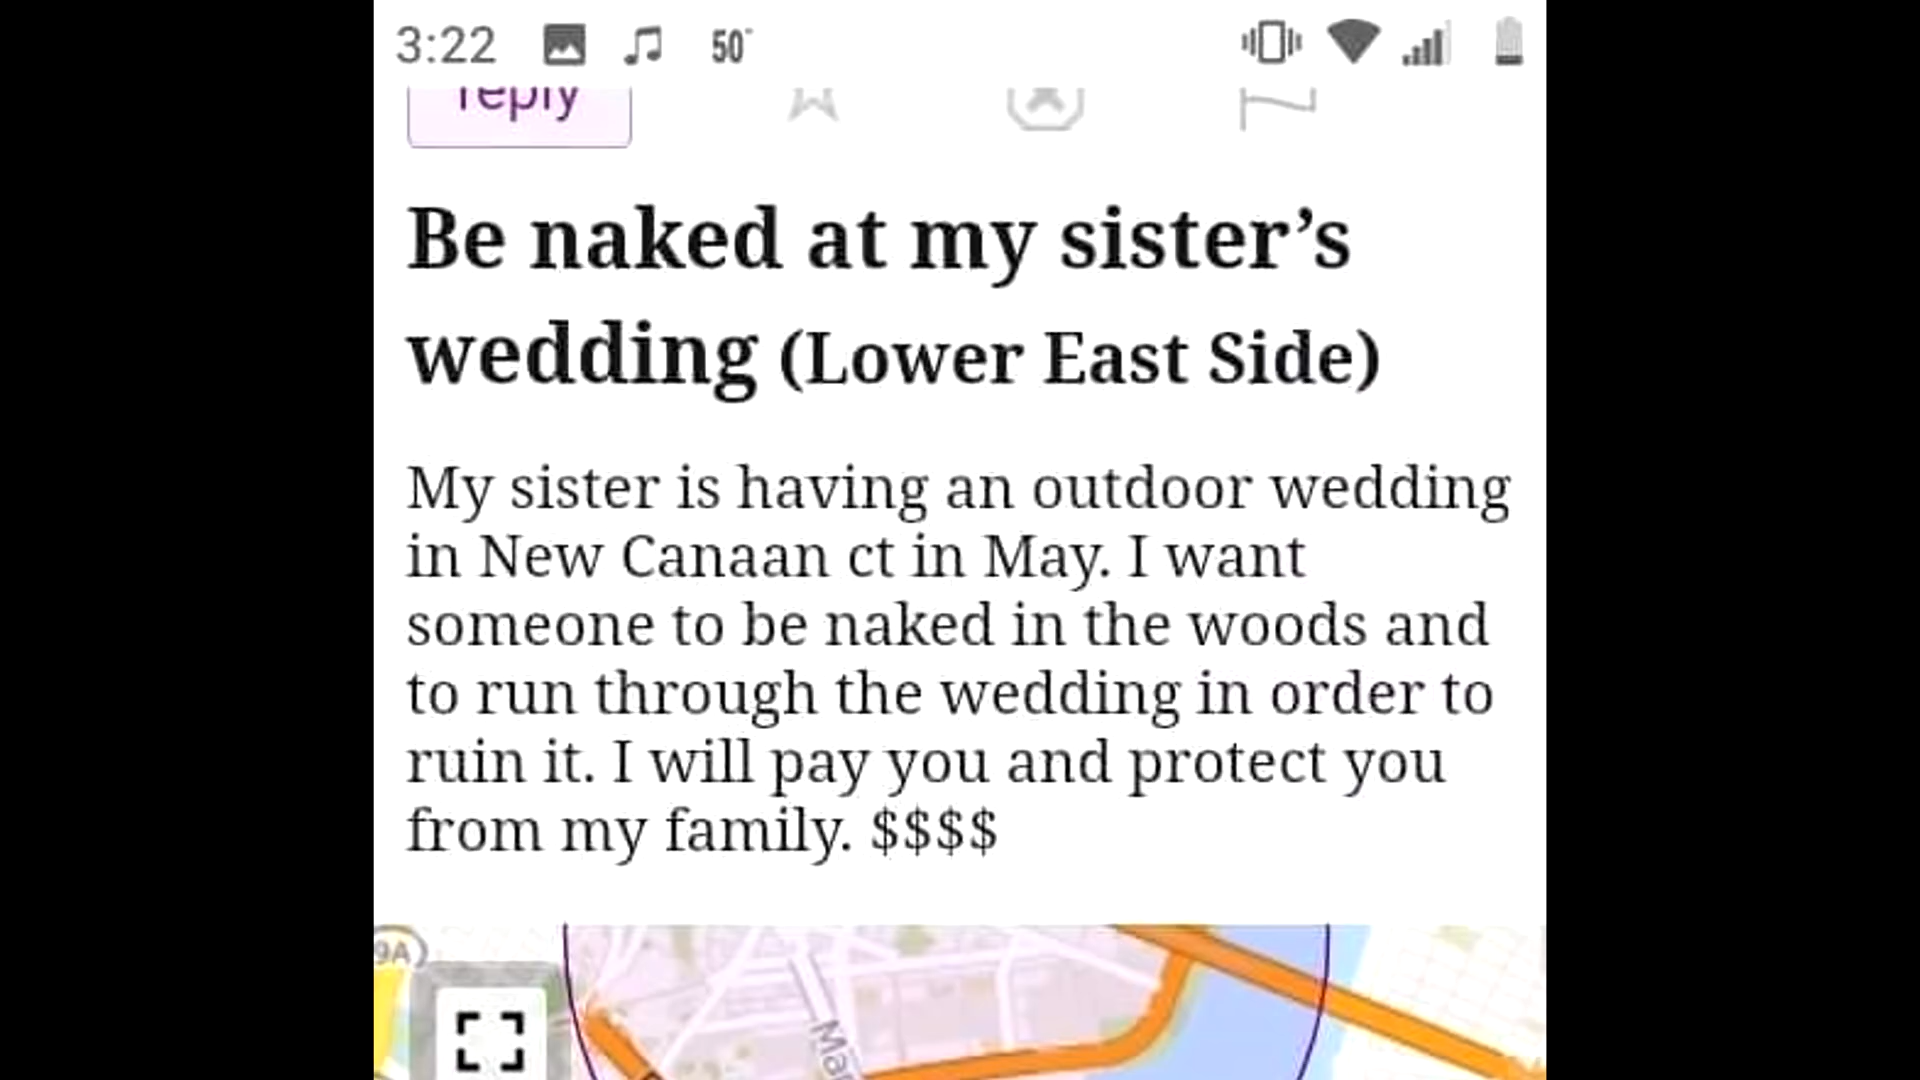 3:22 50°
reply
Be naked at my sister’s
wedding (Lower East Side)
My sister is having an outdoor wedding
in New Canaan ct in May. I want
someone to be naked in the woods and
to run through the wedding in order to
ruin it. I will pay you and protect you
from my family. $$$$
9A